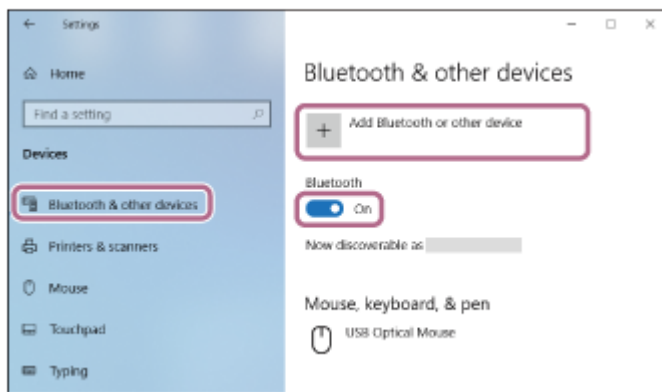 Settings
Home
Find a setting
Devices
Bluetooth & other devices
Printers & scanners
Mouse
Touchpad
Typing
Bluetooth & other devices
Add Bluetooth or other device
Bluetooth
On
Now discoverable as
Mouse, keyboard, & pen
USB Optical Mouse